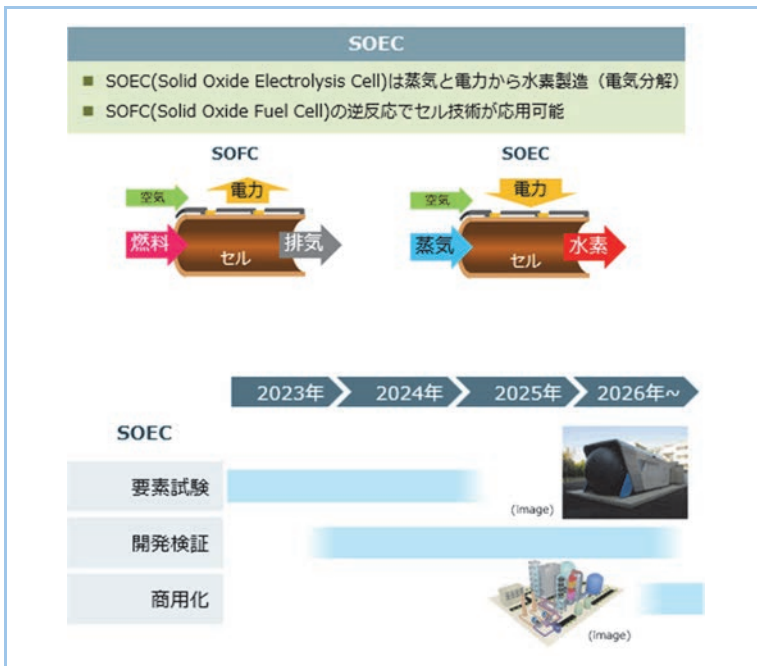 SOEC
■ SOEC(Solid Oxide Electrolysis Cell)は蒸気と電力から水素製造（電気分解）
■ SOFC(Solid Oxide Fuel Cell)の逆反応でセル技術が応用可能
SOFC
空気
電力
燃料
セル
排気
SOEC
空気
電力
蒸気
セル
水素
2023年
2024年
2025年
2026年~
SOEC
要素試験
(image)
開発検証
商用化
(image)